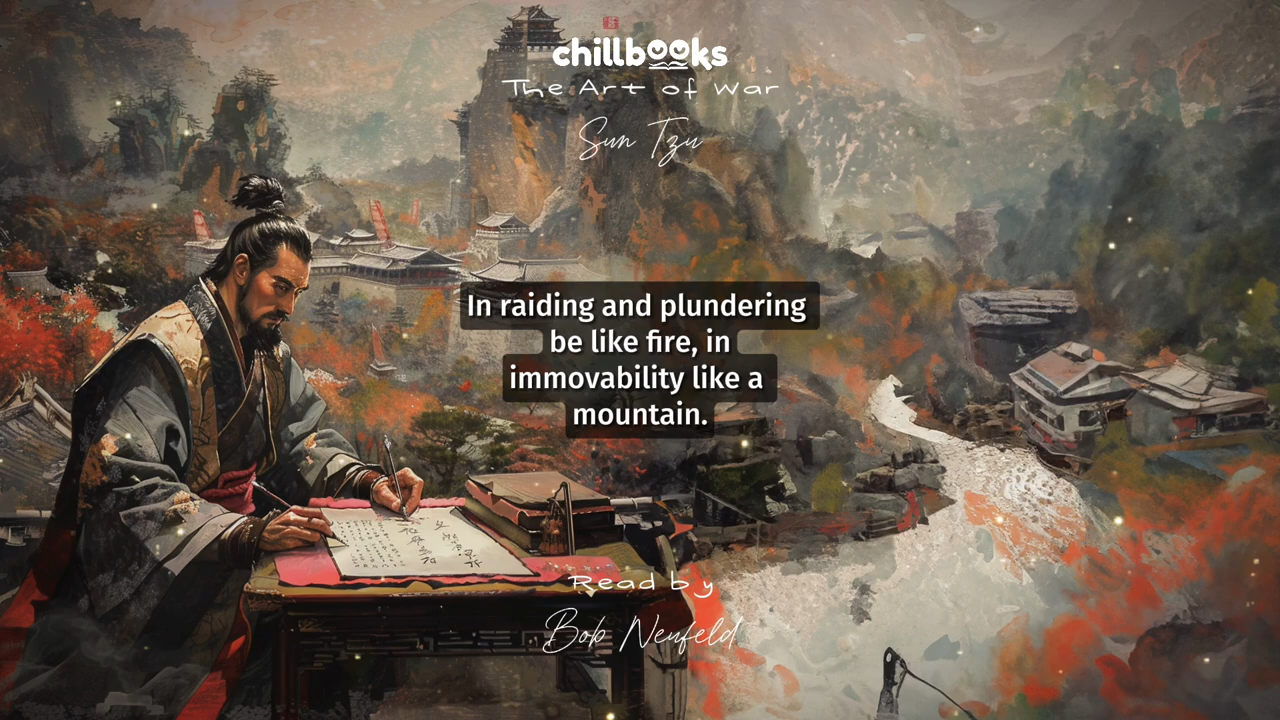 chillbooks
The Art of War
Sun Tzu
In raiding and plundering
be like fire, in
immovability like a
mountain.
Read by
Bob Neufeld